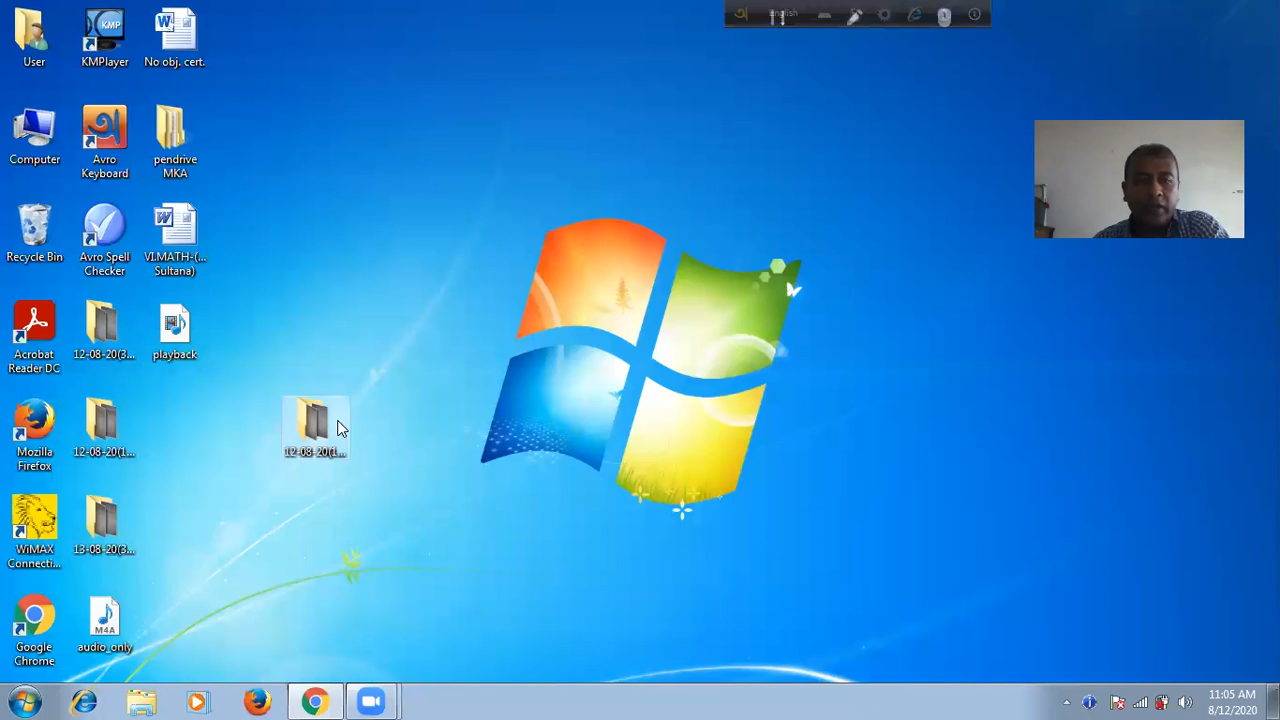 English
User
KMP
KMPlayer
No obj. cert.
Computer
Avro
Keyboard
pendrive
MKA
Recycle Bin
Avro Spell
Checker
VI.MATH-(...
Sultana)
Acrobat
Reader DC
12-08-20(3...
playback
Mozilla
Firefox
12-08-20(1...
12-08-20(1...
WiMAX
Connecti...
13-08-20(3...
Google
Chrome
M4A
audio_only
11:05 AM
8/12/2020